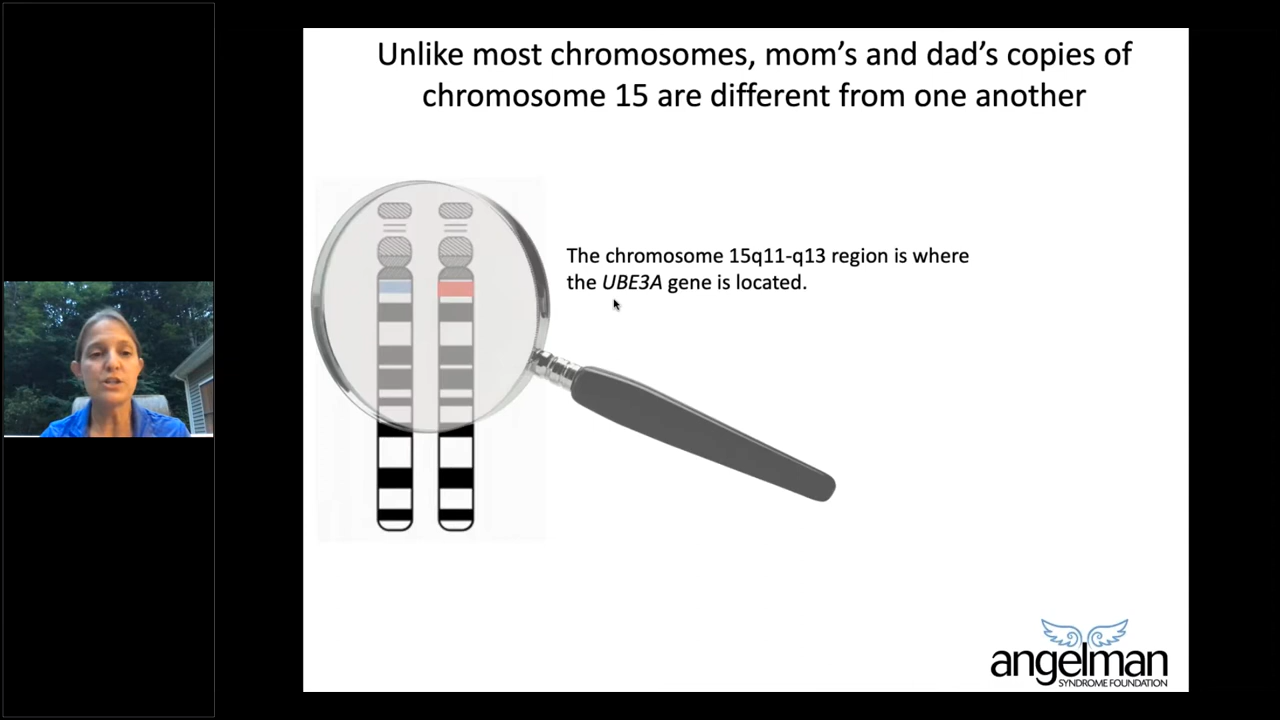 Unlike most chromosomes, mom’s and dad’s copies of
chromosome 15 are different from one another
The chromosome 15q11-q13 region is where
the UBE3A gene is located.
angelman
SYNDROME FOUNDATION